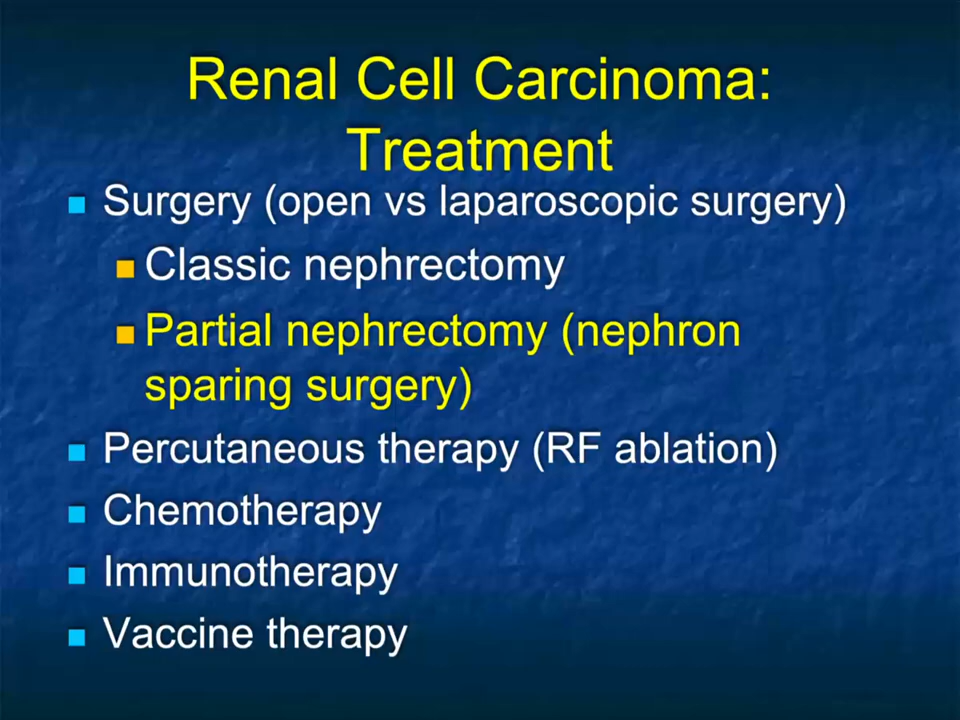 Renal Cell Carcinoma:
Treatment
Surgery (open vs laparoscopic surgery)
Classic nephrectomy
Partial nephrectomy (nephron
sparing surgery)
Percutaneous therapy (RF ablation)
Chemotherapy
Immunotherapy
Vaccine therapy